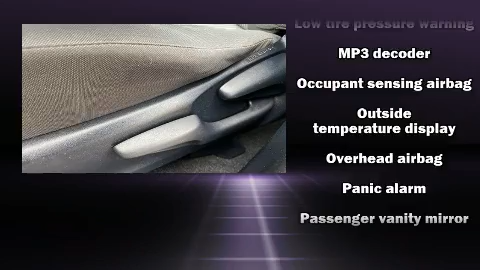 Low tire pressure warning
MP3 decoder
Occupant sensing airbag
Outside
temperature display
Overhead airbag
Panic alarm
Passenger vanity mirror